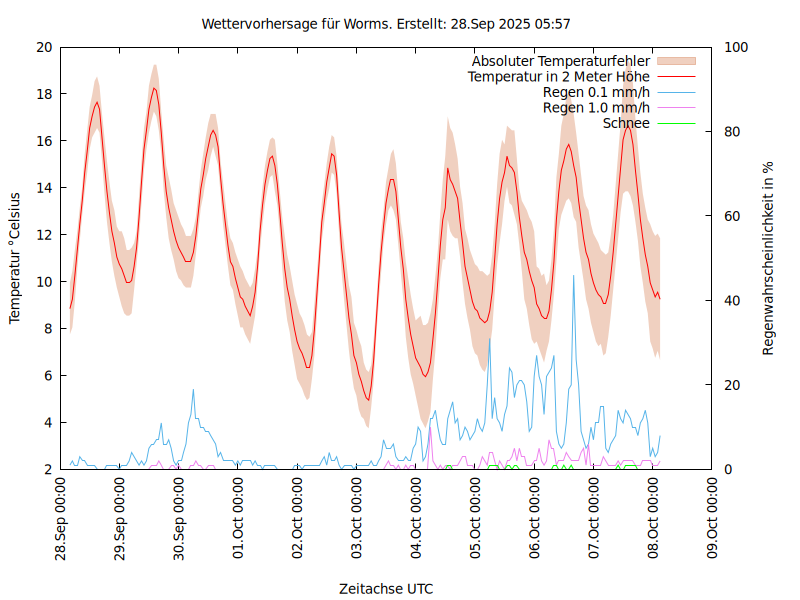 Wettervorhersage für Worms. Erstellt: 28.Sep 2025 05:57
Absoluter Temperaturfehler
Temperatur in 2 Meter Höhe
Regen 0.1 mm/h
Regen 1.0 mm/h
Schnee
Temperatur °Celsius
20
18
16
14
12
10
8
6
4
2
Regenwahrscheinlichkeit in %
100
80
60
40
20
0
28.Sep 00:00
29.Sep 00:00
30.Sep 00:00
01.Oct 00:00
02.Oct 00:00
03.Oct 00:00
04.Oct 00:00
05.Oct 00:00
06.Oct 00:00
07.Oct 00:00
08.Oct 00:00
09.Oct 00:00
Zeitachse UTC